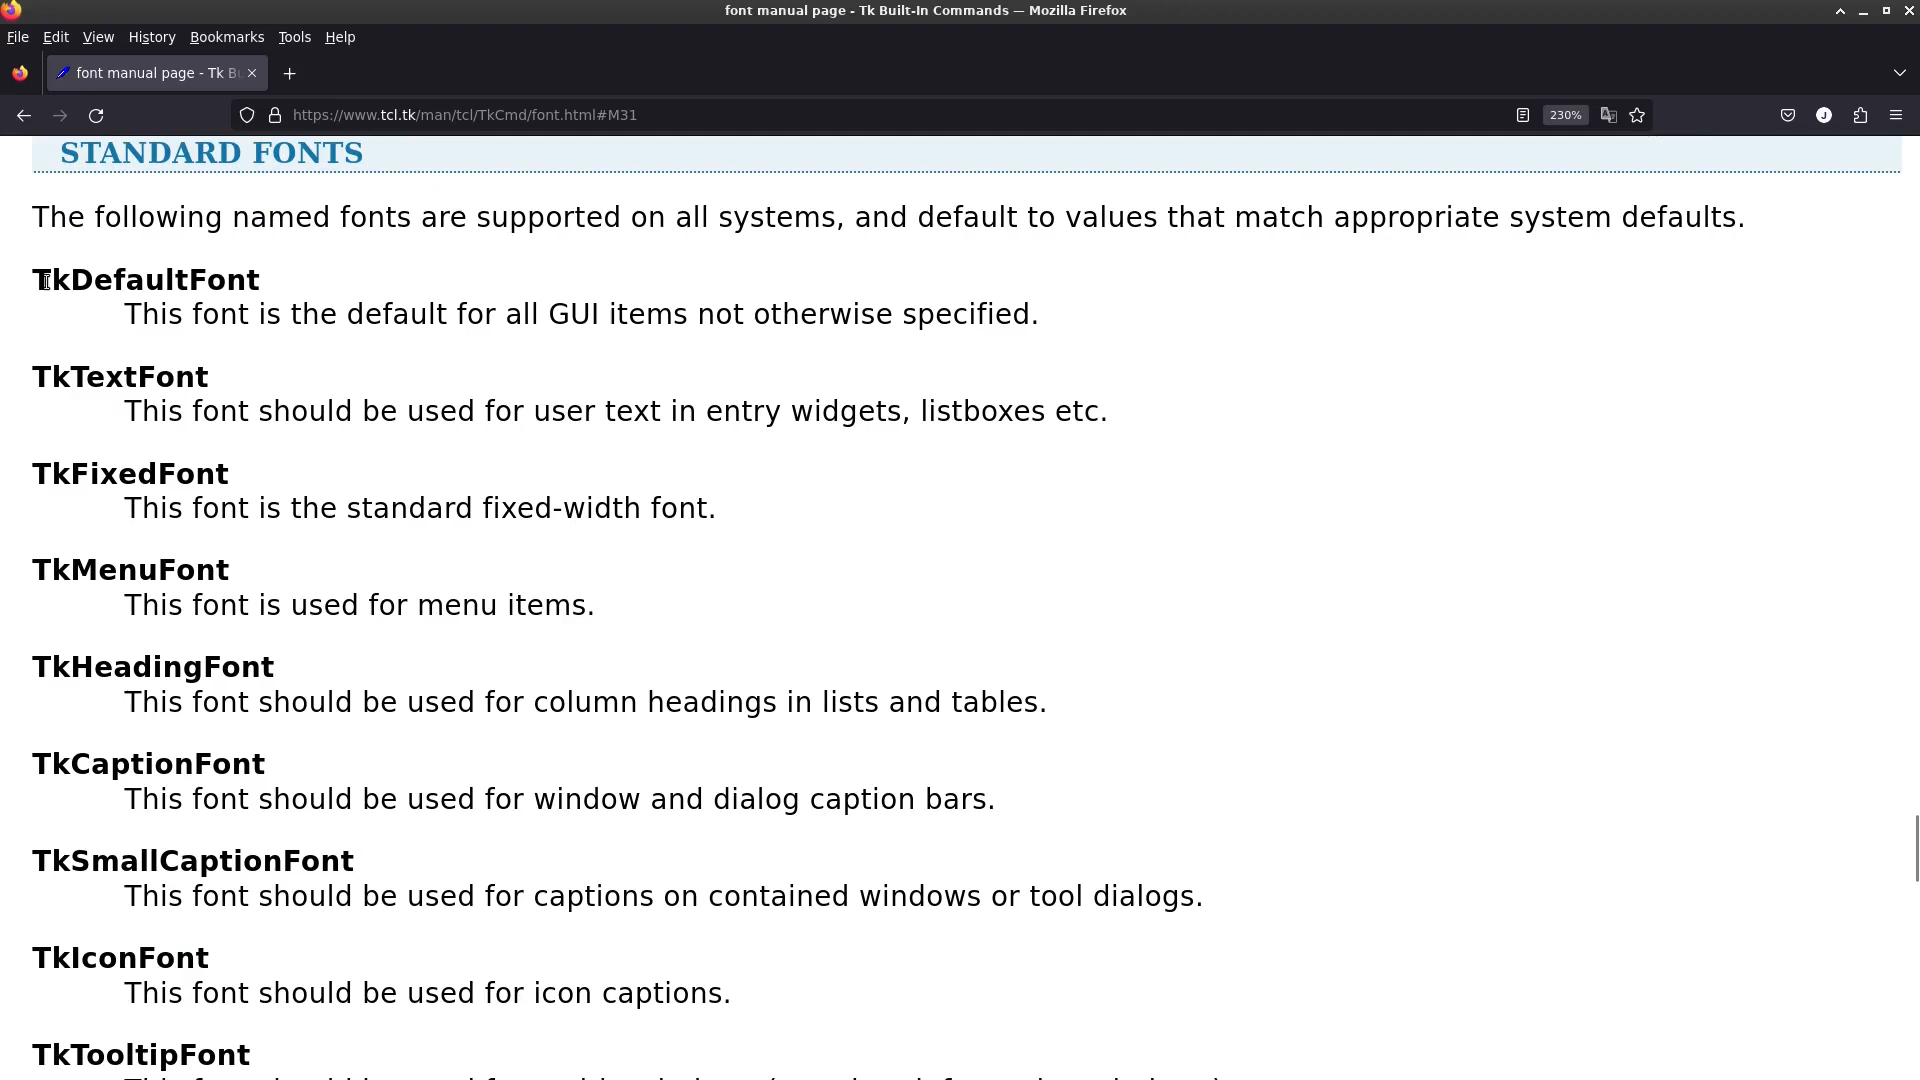 font manual page - Tk Built-In Commands — Mozilla Firefox
File Edit View History Bookmarks Tools Help
font manual page - Tk Bu
https://www.tcl.tk/man/tcl/TkCmd/font.html#M31
230%
J
STANDARD FONTS
The following named fonts are supported on all systems, and default to values that match appropriate system defaults.
TkDefaultFont
This font is the default for all GUI items not otherwise specified.
TkTextFont
This font should be used for user text in entry widgets, listboxes etc.
TkFixedFont
This font is the standard fixed-width font.
TkMenuFont
This font is used for menu items.
TkHeadingFont
This font should be used for column headings in lists and tables.
TkCaptionFont
This font should be used for window and dialog caption bars.
TkSmallCaptionFont
This font should be used for captions on contained windows or tool dialogs.
TkIconFont
This font should be used for icon captions.
TkTooltipFont